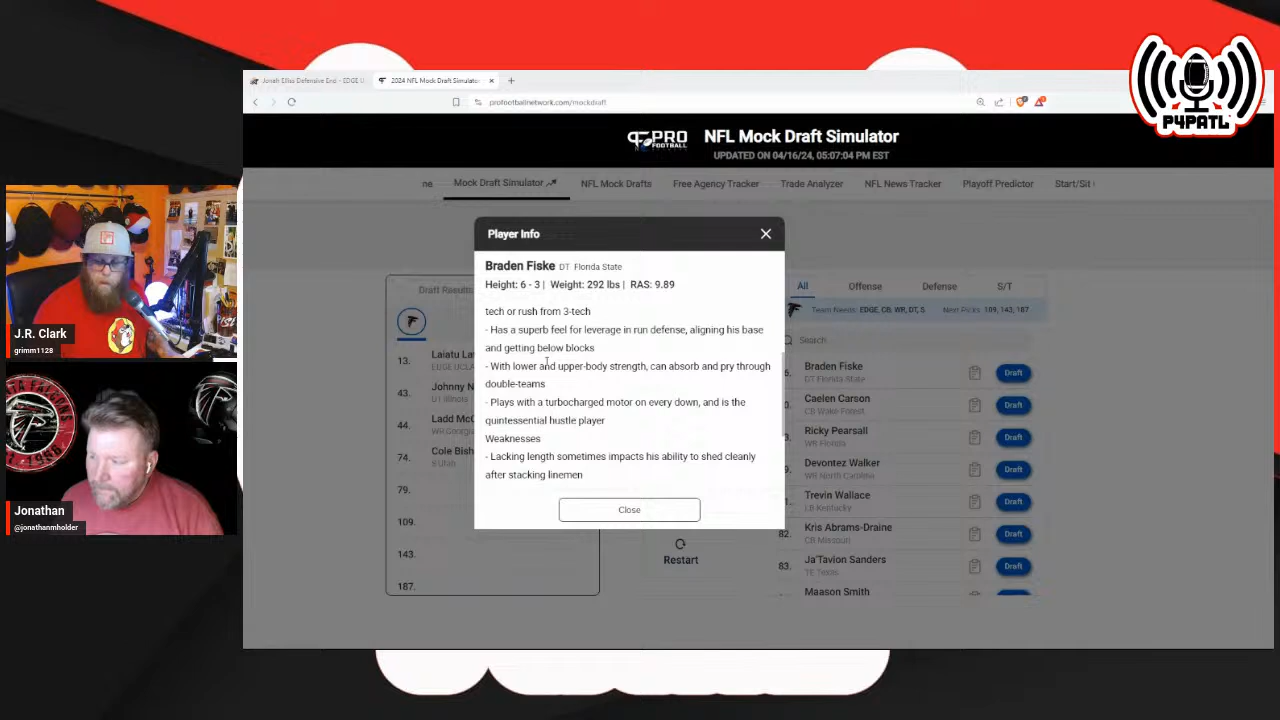 P4PATL
Jonah Elliss Defensive End - EDGE U
2024 NFL Mock Draft Simulator
profootballnetwork.com/mockdraft
PRO
FOOTBALL
NFL Mock Draft Simulator
UPDATED ON 04/16/24, 05:07:04 PM EST
ne
Mock Draft Simulator
NFL Mock Drafts
Free Agency Tracker
Trade Analyzer
NFL News Tracker
Playoff Predictor
Start/Sit
J.R. Clark
grimm1128
Jonathan
@jonathanmholder
Draft Results
13. Laiatu
EDGE UCLA
43. Johnny
DT Illinois
44. Ladd
WR Georgia
74. Cole
S Utah
79.
109.
143.
187.
Player Info
Braden Fiske DT Florida State
Height: 6 - 3 | Weight: 292 lbs | RAS: 9.89
tech or rush from 3-tech
- Has a superb feel for leverage in run defense, aligning his base
and getting below blocks
- With lower and upper-body strength, can absorb and pry through
double-teams
- Plays with a turbocharged motor on every down, and is the
quintessential hustle player
Weaknesses
- Lacking length sometimes impacts his ability to shed cleanly
after stacking linemen
Close
Restart
All
Offense
Defense
S/T
Team Needs: EDGE, CB, WR, DT, S
Next Picks: 109, 143, 187
Search
Braden Fiske
DT Florida State
Draft
Caelen Carson
CB Wake Forest
Draft
Ricky Pearsall
WR Florida
Draft
Devontez Walker
WR North Carolina
Draft
Trevin Wallace
LB Kentucky
Draft
82. Kris Abrams-Draine
CB Missouri
Draft
83. Ja'Tavion Sanders
TE Texas
Draft
Maason Smith